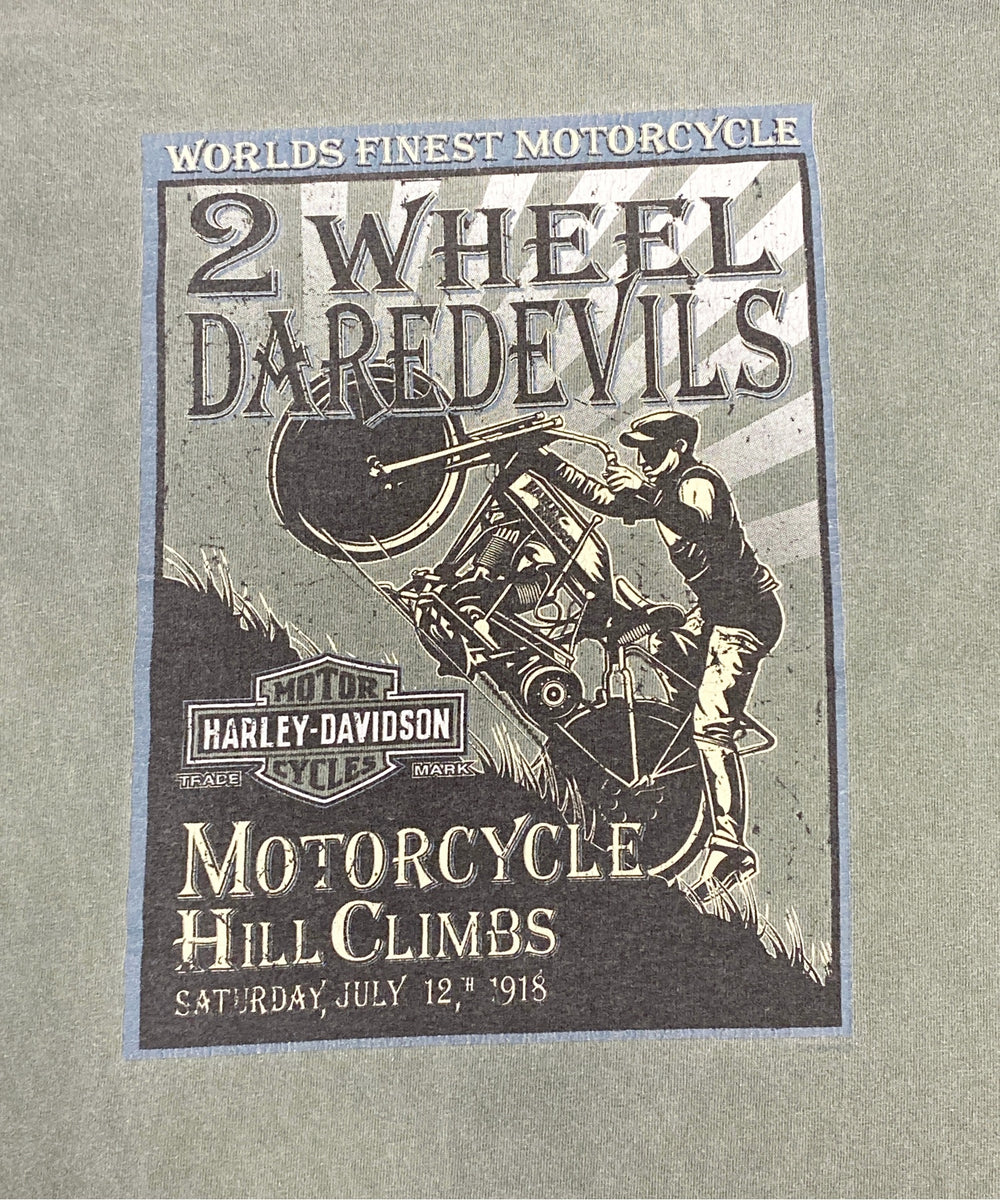 WORLDS FINEST MOTORCYCLE
2 WHEEL
DAREDEVILS
MOTOR
HARLEY-DAVIDSON
CYCLES
TRADE MARK
MOTORCYCLE
HILL CLIMBS
SATURDAY, JULY 12,TH 1918